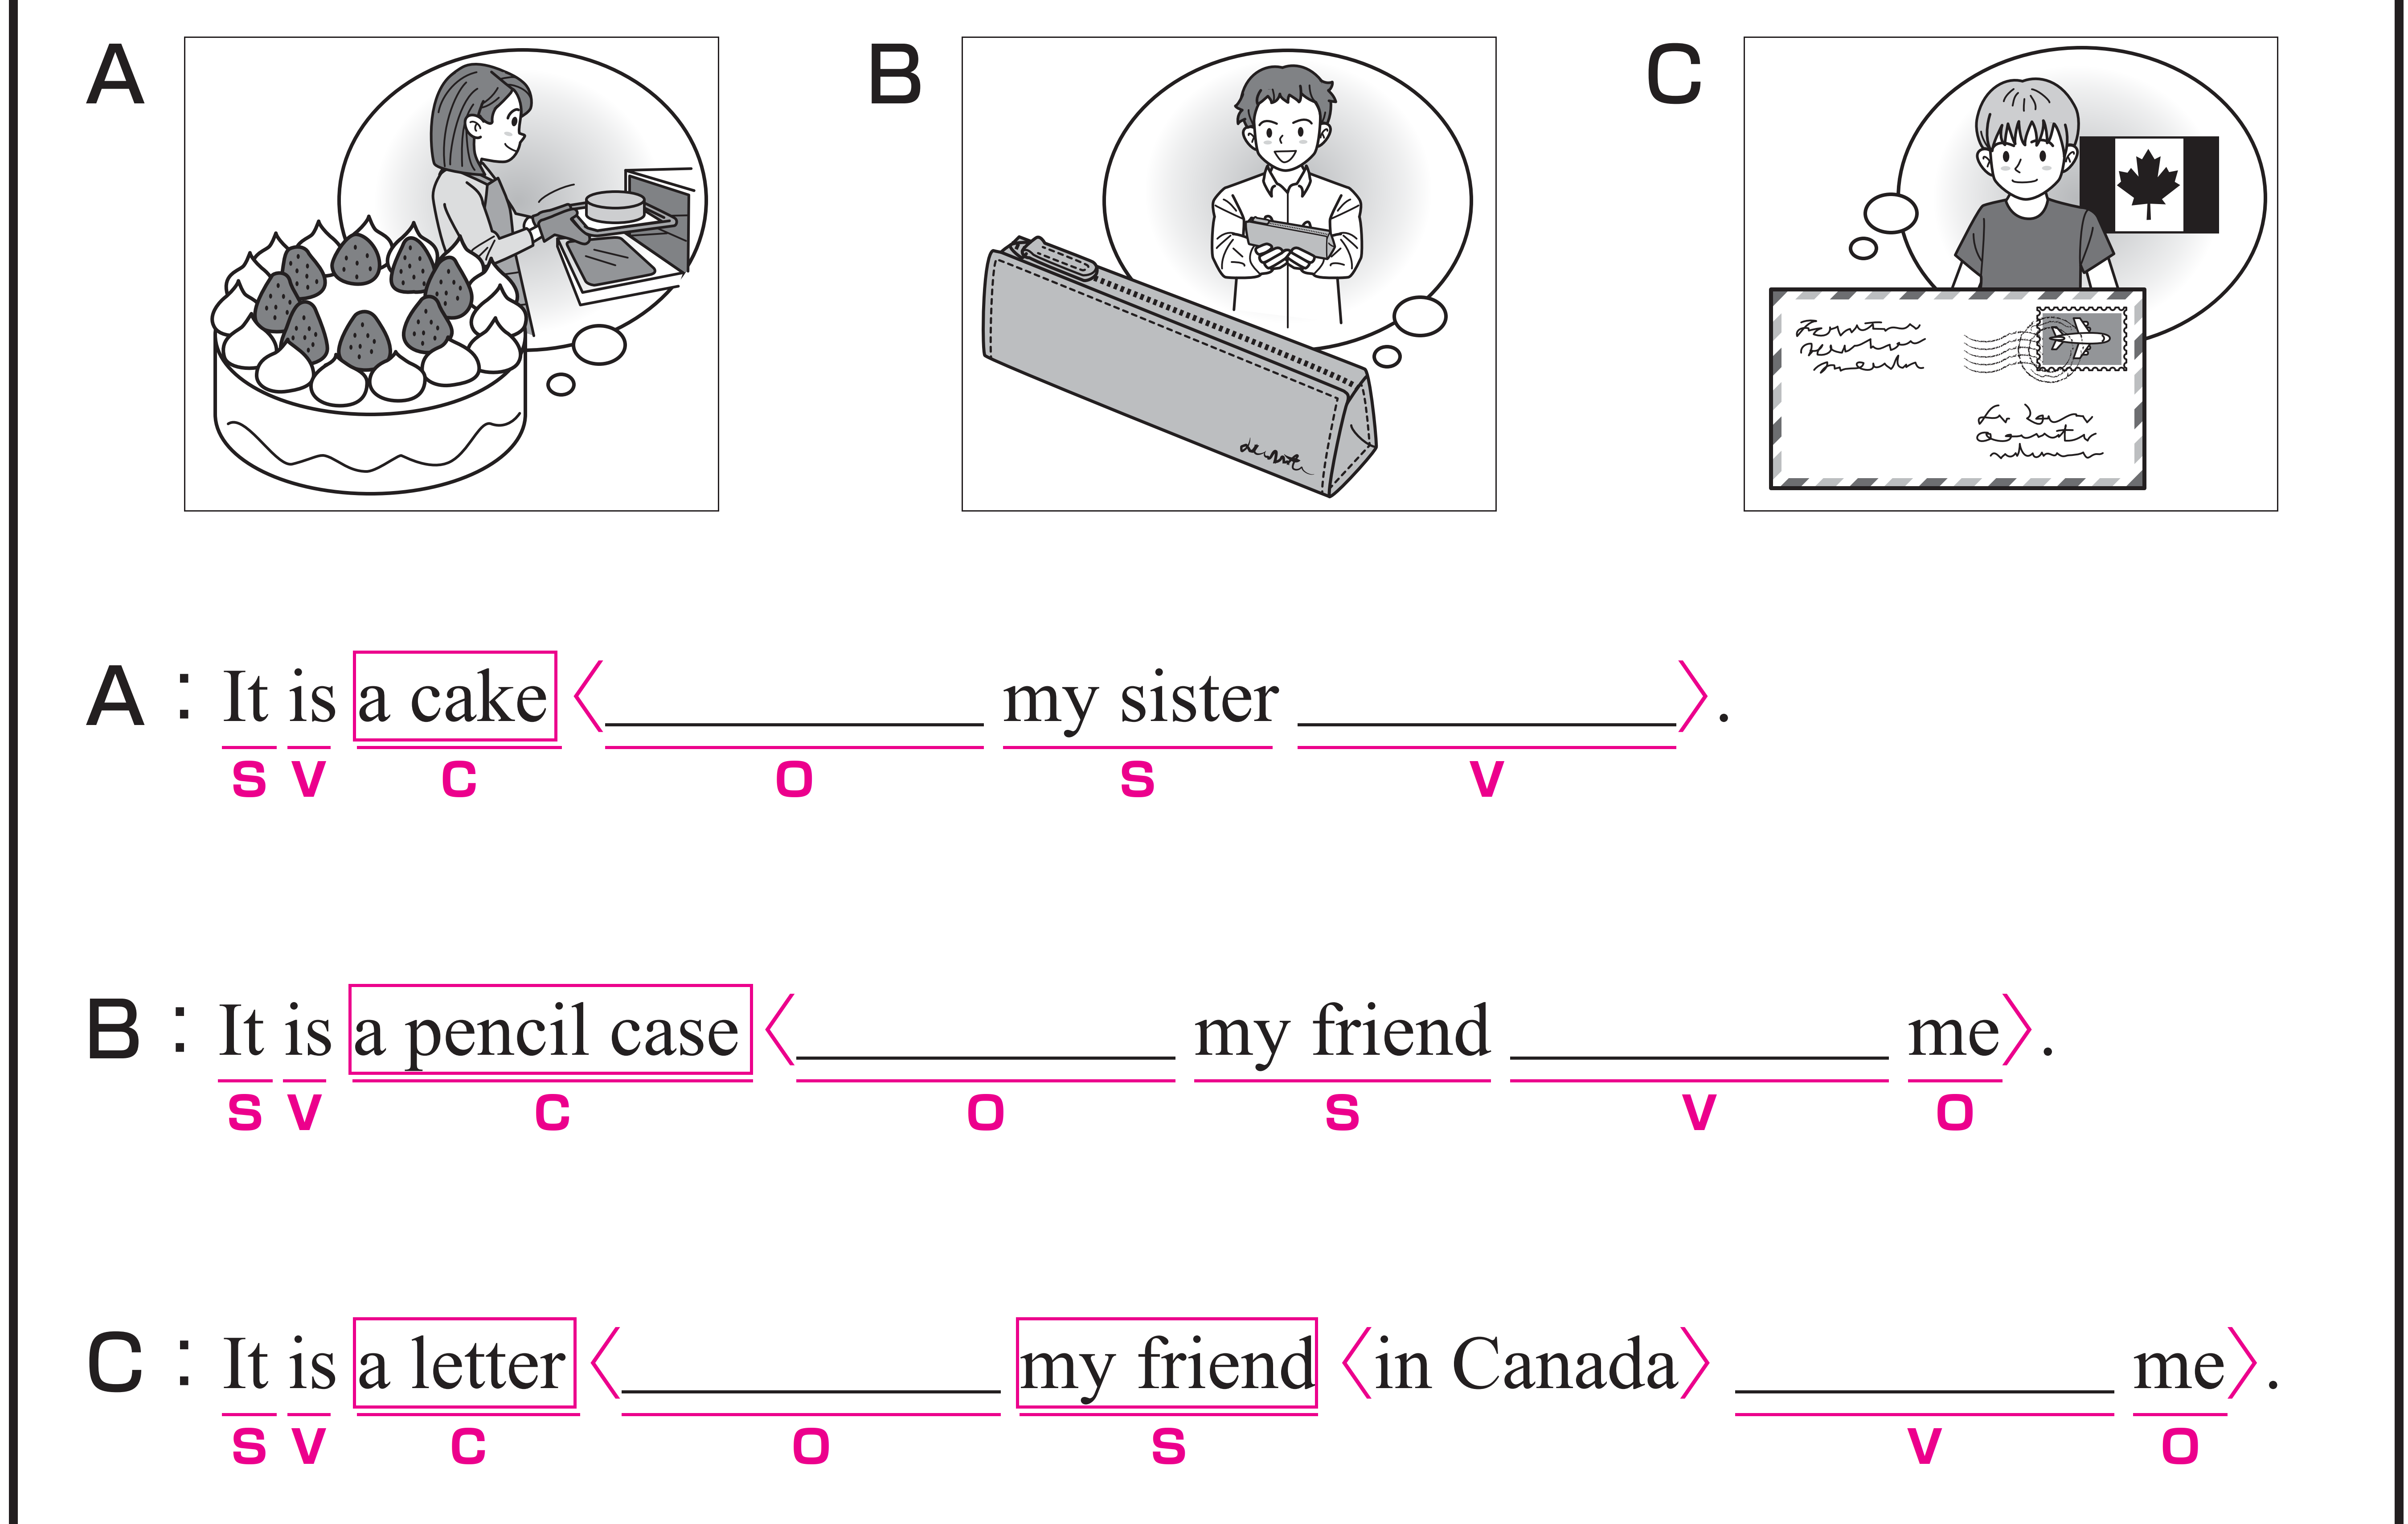 A B C
A : It is a cake 〈__________ my sister __________〉.
S V C O S V
B : It is a pencil case 〈__________ my friend __________ me〉.
S V C O S V O
C : It is a letter 〈__________ my friend 〈in Canada〉 __________ me〉.
S V C O S V O